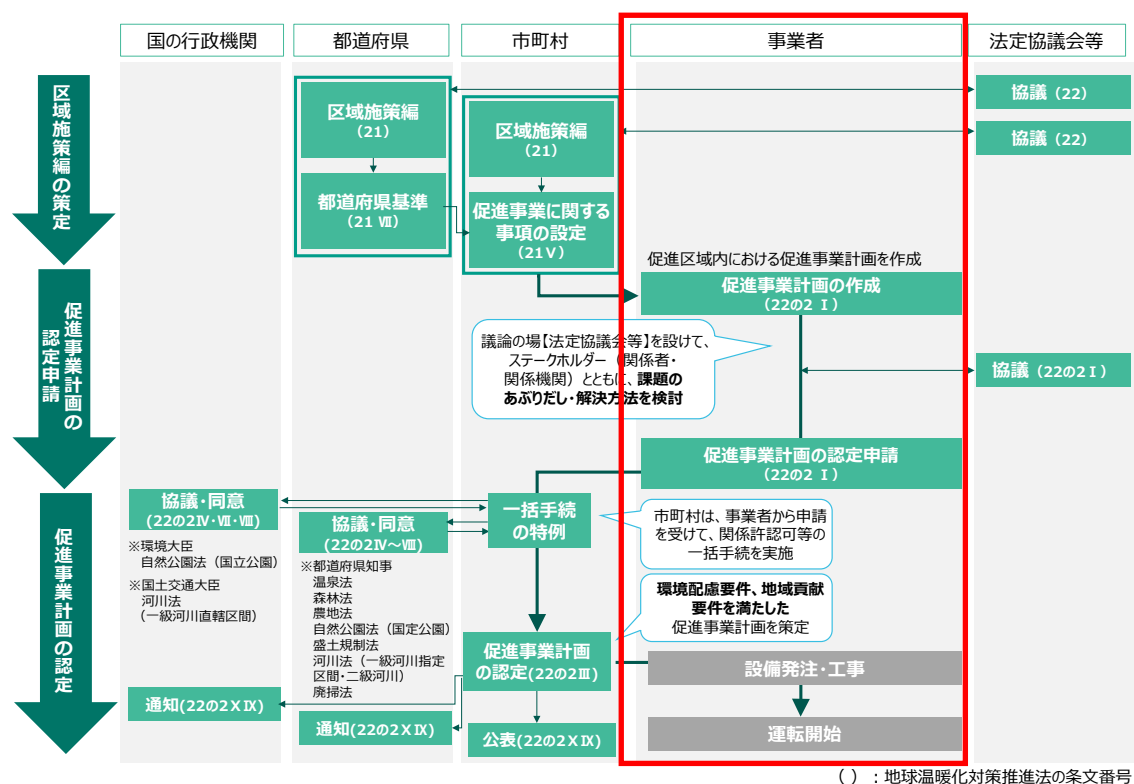 国の行政機関
都道府県
市町村
事業者
法定協議会等
区域施策編の策定
区域施策編
(21)
都道府県基準
(21 Ⅶ)
区域施策編
(21)
促進事業に関する
事項の設定
(21Ⅴ)
協議(22)
協議(22)
促進事業計画の
認定申請
促進区域内における促進事業計画を作成
促進事業計画の作成
(22の2 Ⅰ)
議論の場【法定協議会等】を設けて、
ステークホルダー(関係者・
関係機関)とともに、課題の
あぶりだし・解決方法を検討
協議(22の2Ⅰ)
促進事業計画の認定申請
(22の2 Ⅰ)
促進事業計画の認定
協議・同意
(22の2Ⅳ・Ⅶ・Ⅷ)
※環境大臣
自然公園法(国立公園)
※国土交通大臣
河川法
(一級河川直轄区間)
協議・同意
(22の2Ⅳ~Ⅷ)
※都道府県知事
温泉法
森林法
農地法
自然公園法(国定公園)
盛土規制法
河川法(一級河川指定
区間・二級河川)
廃掃法
一括手続
の特例
市町村は、事業者から申請
を受けて、関係許認可等の
一括手続を実施
環境配慮要件、地域貢献
要件を満たした
促進事業計画を策定
促進事業計画
の認定(22の2Ⅲ)
設備発注・工事
運転開始
通知(22の2ⅩⅨ)
通知(22の2ⅩⅨ)
公表(22の2ⅩⅨ)
( ):地球温暖化対策推進法の条文番号